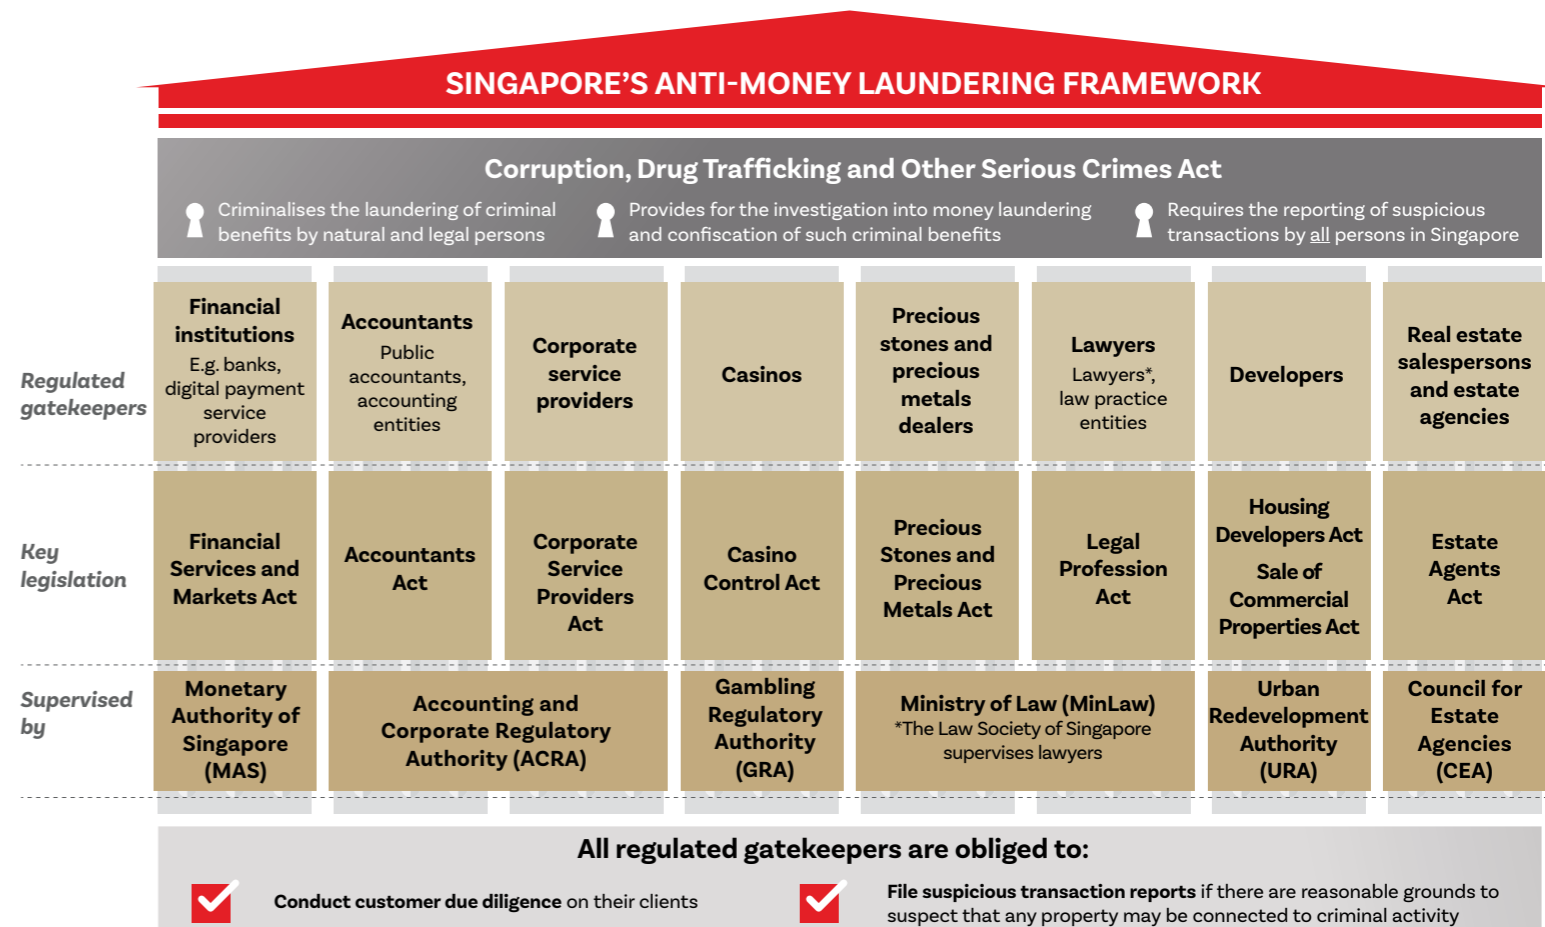 SINGAPORE'S ANTI-MONEY LAUNDERING FRAMEWORK
Corruption, Drug Trafficking and Other Serious Crimes Act
Criminalises the laundering of criminal
benefits by natural and legal persons
Provides for the investigation into money laundering
and confiscation of such criminal benefits
Requires the reporting of suspicious
transactions by all persons in Singapore
Regulated
gatekeepers
Financial
institutions
E.g. banks,
digital payment
service
providers
Accountants
Public
accountants,
accounting
entities
Corporate
service
providers
Casinos
Precious
stones and
precious
metals
dealers
Lawyers
Lawyers*,
law practice
entities
Developers
Real estate
salespersons
and estate
agencies
Key
legislation
Financial
Services and
Markets Act
Accountants
Act
Corporate
Service
Providers
Act
Casino
Control Act
Precious
Stones and
Precious
Metals Act
Legal
Profession
Act
Housing
Developers Act
Sale of
Commercial
Properties Act
Estate
Agents
Act
Supervised
by
Monetary
Authority of
Singapore
(MAS)
Accounting and
Corporate Regulatory
Authority (ACRA)
Gambling
Regulatory
Authority
(GRA)
Ministry of Law (MinLaw)
*The Law Society of Singapore
supervises lawyers
Urban
Redevelopment
Authority
(URA)
Council for
Estate
Agencies
(CEA)
All regulated gatekeepers are obliged to:
Conduct customer due diligence on their clients
File suspicious transaction reports if there are reasonable grounds to
suspect that any property may be connected to criminal activity